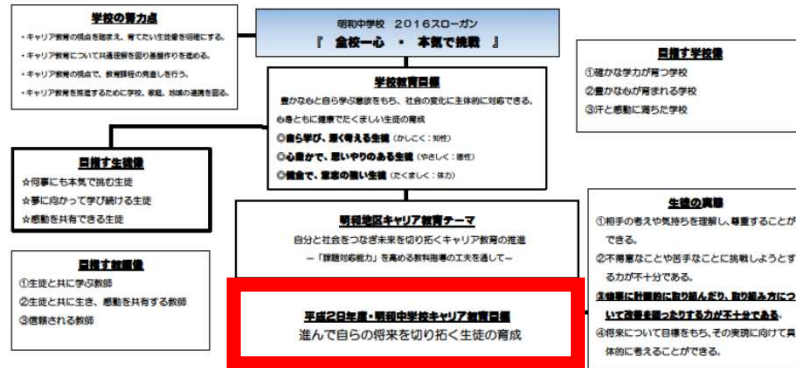 学校の努力点
・キャリア教育の視点を踏まえ、育てたい生徒像を明確にする。
・キャリア教育について共通理解を図り基盤作りを進める。
・キャリア教育の視点で、教育課程の見直しを行う。
・キャリア教育を推進するために学校、家庭、地域の連携を図る。
昭和中学校 2016スローガン
『 全校一心 ・ 本気で挑戦 』
目指す学校像
①確かな学力が育つ学校
②豊かな心が育まれる学校
③汗と感動に満ちた学校
学校教育目標
豊かな心と自ら学ぶ意欲をもち、社会の変化に主体的に対応できる、
心身ともに健康でたくましい生徒の育成
◎自ら学び、深く考える生徒（かしこく：知性）
◎心豊かで、思いやりのある生徒（やさしく：徳性）
◎健全で、意志の強い生徒（たくましく：体力）
目指す生徒像
☆何事にも本気で挑む生徒
☆夢に向かって学び続ける生徒
☆感動を共有できる生徒
明和地区キャリア教育テーマ
自分と社会をつなぎ未来を切り拓くキャリア教育の推進
―「課題対応能力」を高める教科指導の工夫を通して―
生徒の実態
①相手の考えや気持ちを理解し、尊重することが
できる。
②不得意なことや苦手なことに挑戦しようとす
る力が不十分である。
③物事に計画的に取り組んだり、取り組み方につ
いて改善を図ったりする力が不十分である。
④将来について目標をもち、その実現に向けて具
体的に考えることができる。
目指す教師像
①生徒と共に学ぶ教師
②生徒と共に生き、感動を共有する教師
③信頼される教師
平成28年度・明和中学校キャリア教育目標
進んで自らの将来を切り拓く生徒の育成